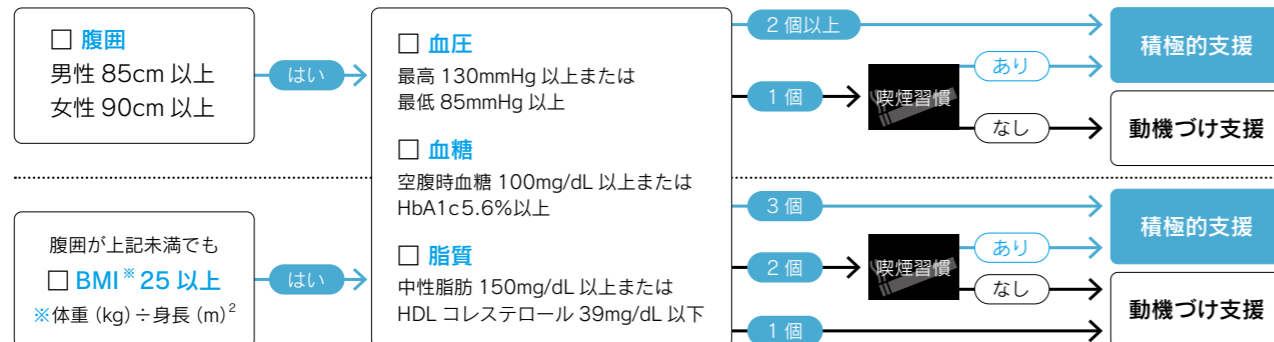 □ 腹囲
男性 85cm 以上
女性 90cm 以上
はい
□ 血圧
最高 130mmHg 以上または
最低 85mmHg 以上
□ 血糖
空腹時血糖 100mg/dL 以上または
HbA1c5.6%以上
□ 脂質
中性脂肪 150mg/dL 以上または
HDL コレステロール 39mg/dL 以下
2 個以上
1 個
喫煙習慣
あり
なし
積極的支援
動機づけ支援
腹囲が上記未満でも
□ BMI※25 以上
※体重（kg）÷身長（m）²
はい
3 個
2 個
1 個
喫煙習慣
あり
なし
積極的支援
動機づけ支援